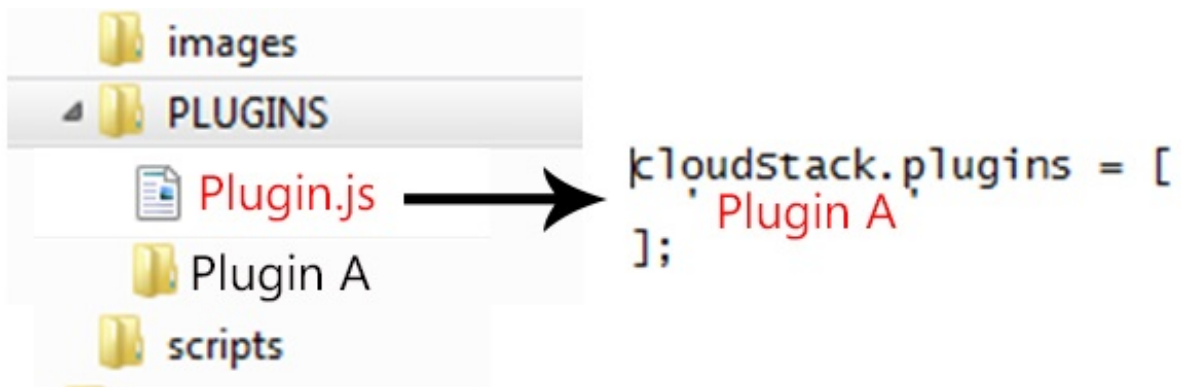 images
PLUGINS
Plugin.js
Plugin A
scripts
cloudStack.plugins = [
Plugin A
];